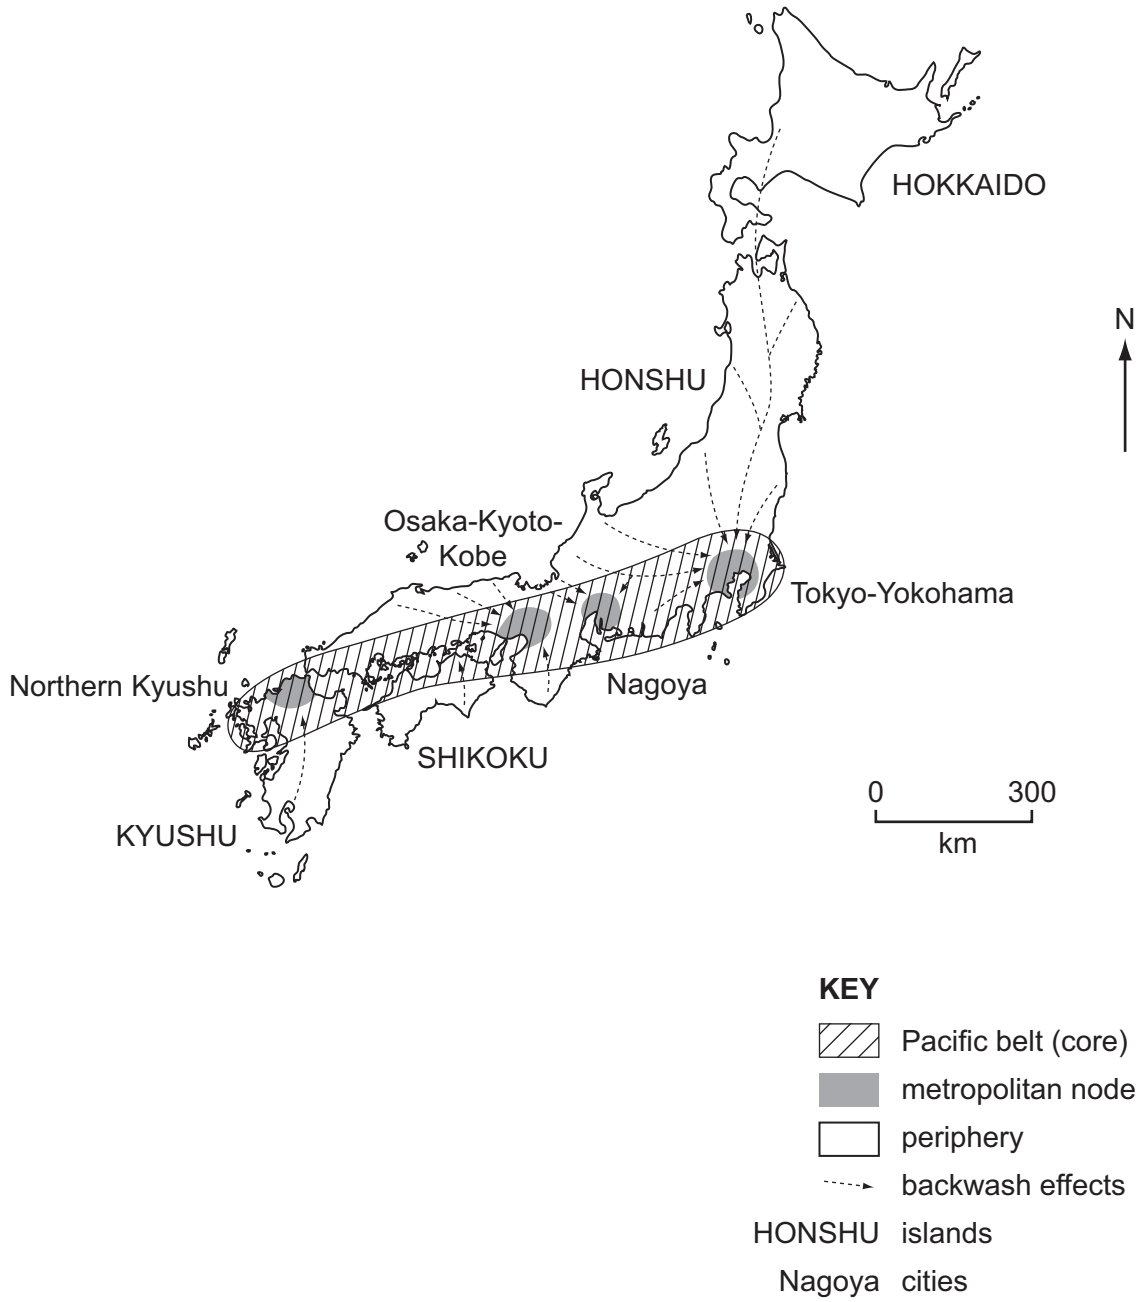 HOKKAIDO
N
HONSHU
Osaka-Kyoto-
Kobe
Tokyo-Yokohama
Northern Kyushu
Nagoya
SHIKOKU
0 300
km
KYUSHU
KEY
Pacific belt (core)
metropolitan node
periphery
backwash effects
HONSHU islands
Nagoya cities